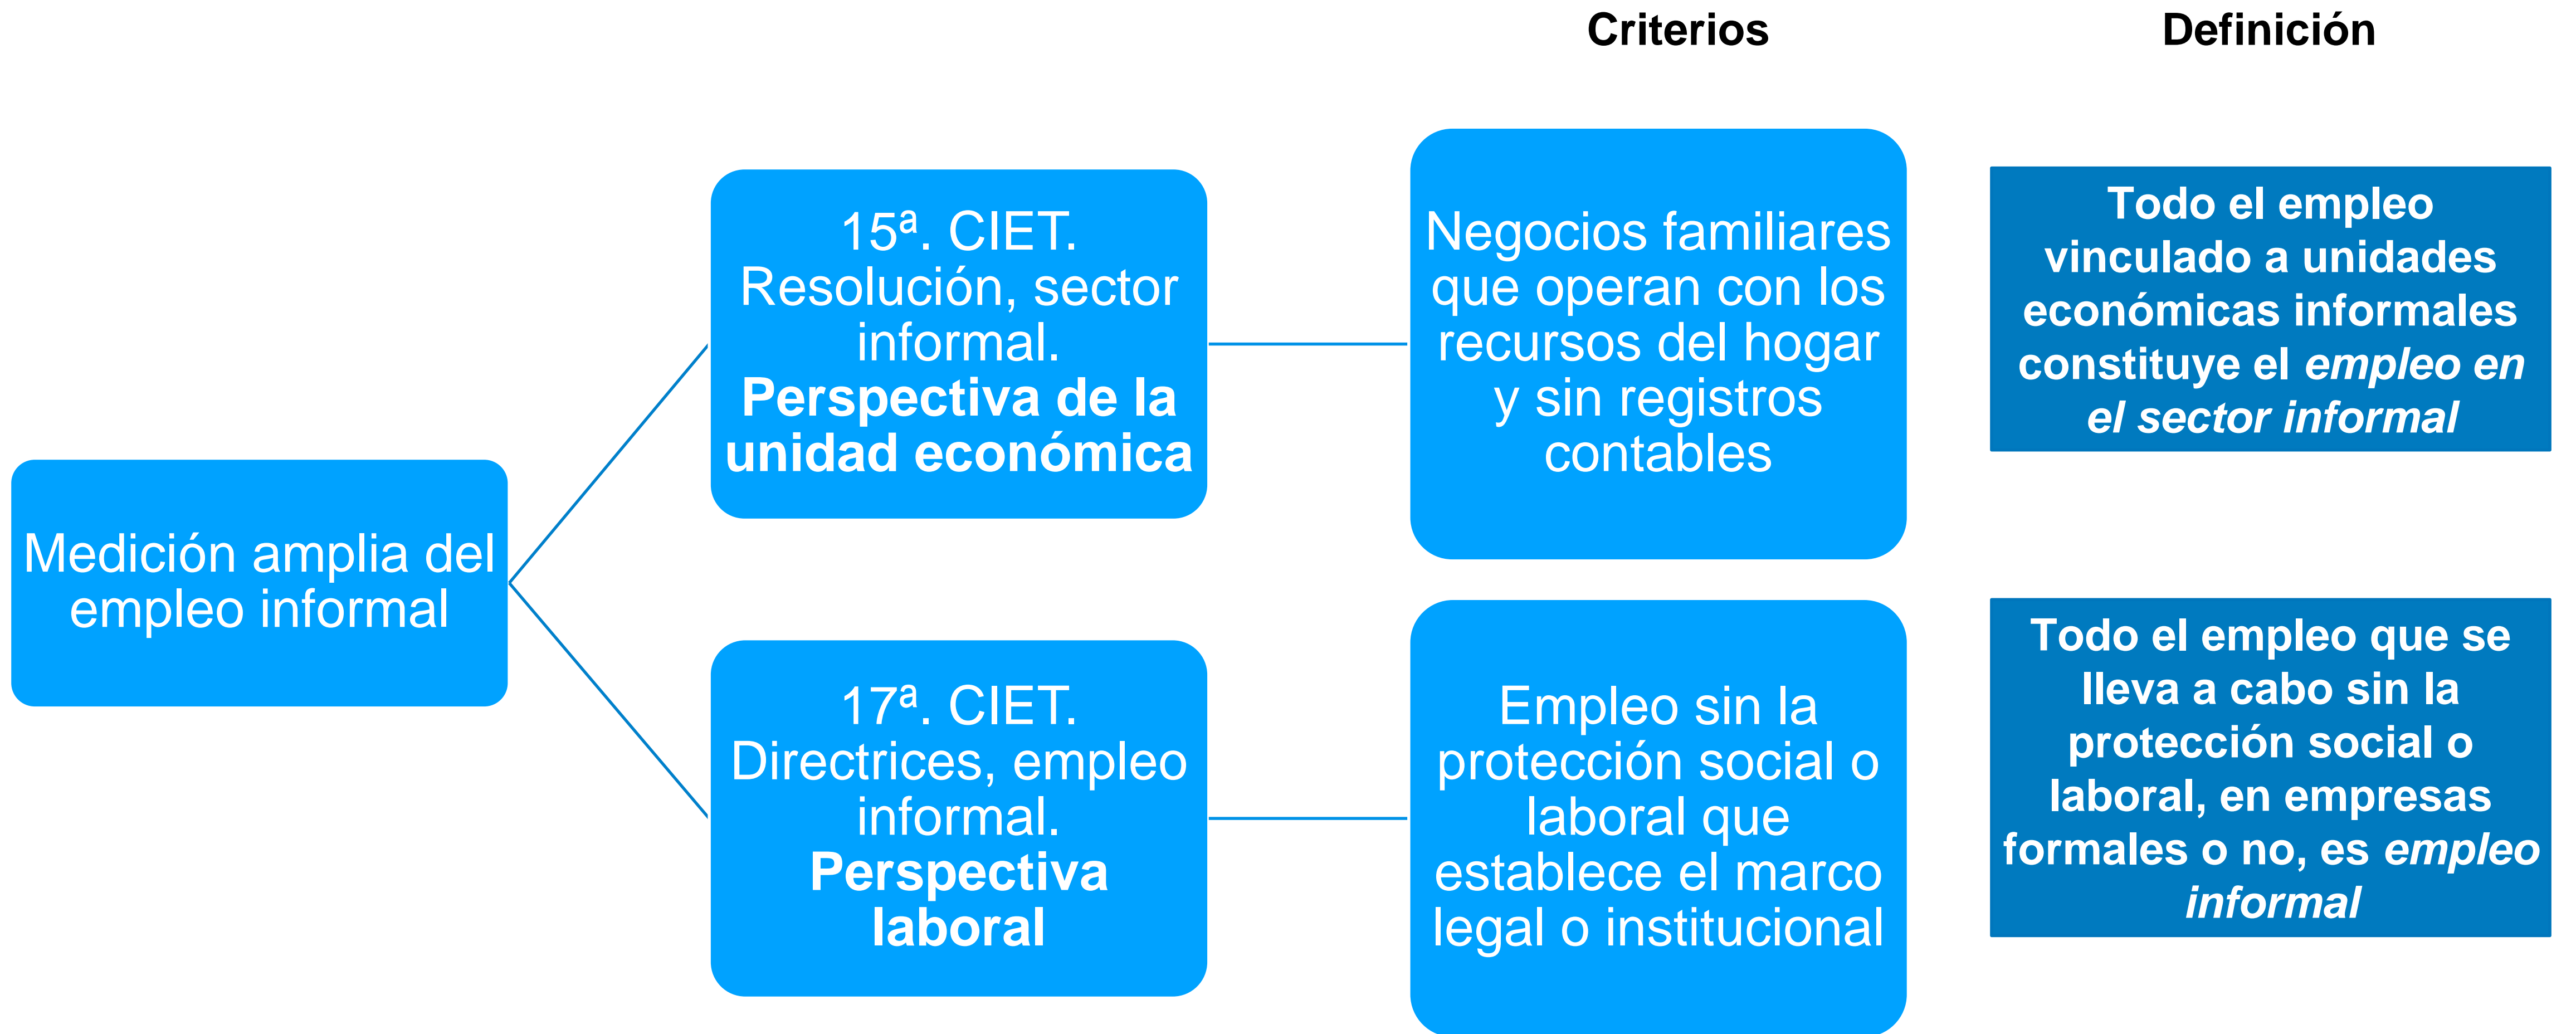 Criterios
Definición
Medición amplia del
empleo informal
15ª. CIET.
Resolución, sector
informal.
Perspectiva de la
unidad económica
Negocios familiares
que operan con los
recursos del hogar
y sin registros
contables
Todo el empleo
vinculado a unidades
económicas informales
constituye el empleo en
el sector informal
17ª. CIET.
Directrices, empleo
informal.
Perspectiva
laboral
Empleo sin la
protección social o
laboral que
establece el marco
legal o institucional
Todo el empleo que se
lleva a cabo sin la
protección social o
laboral, en empresas
formales o no, es empleo
informal